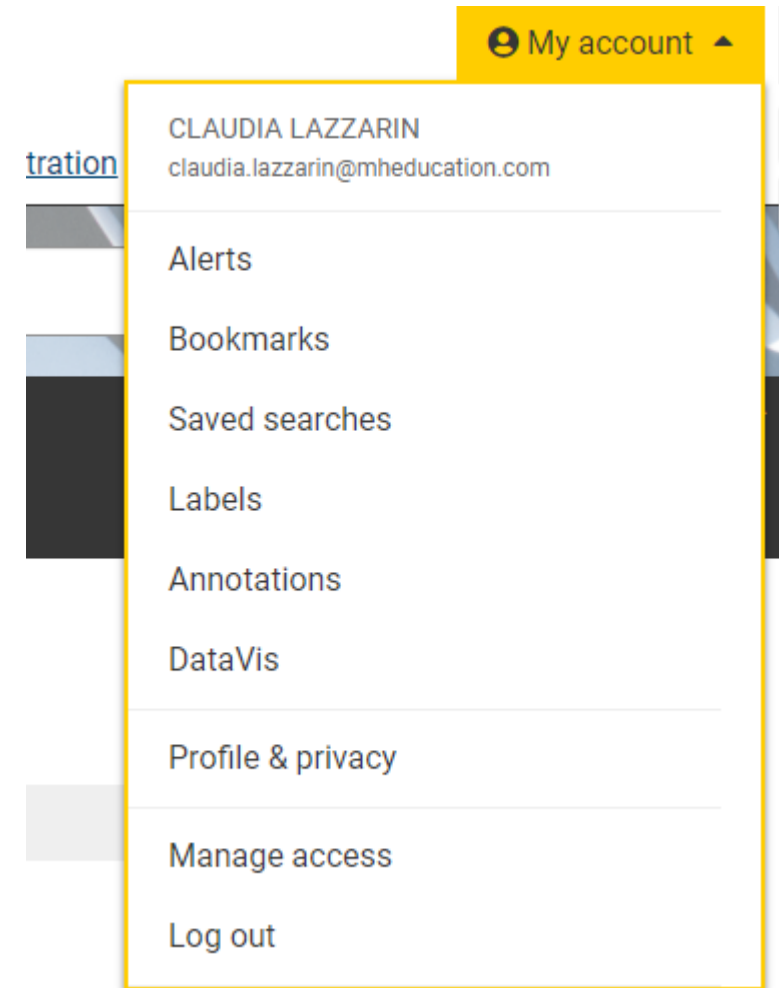 My account
CLAUDIA LAZZARIN
tration
claudia.lazzarin@mheducation.com
Alerts
Bookmarks
Saved searches
Labels
Annotations
DataVis
Profile & privacy
Manage access
Log out